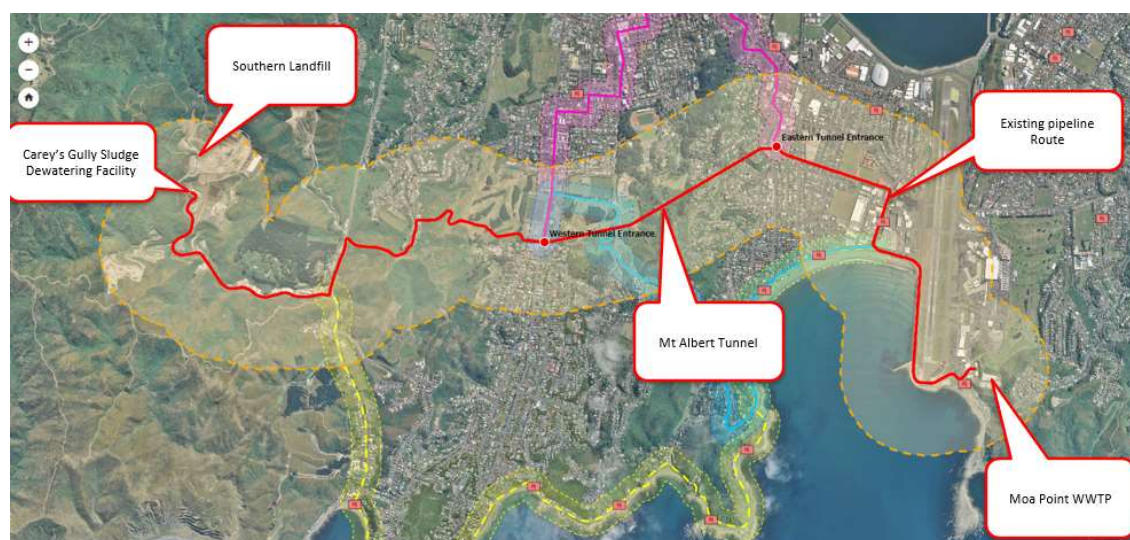 Southern Landfill
Carey's Gully Sludge
Dewatering Facility
Eastern Tunnel Entrance
Existing pipeline
Route
Western Tunnel Entrance
Mt Albert Tunnel
Moa Point WWTP